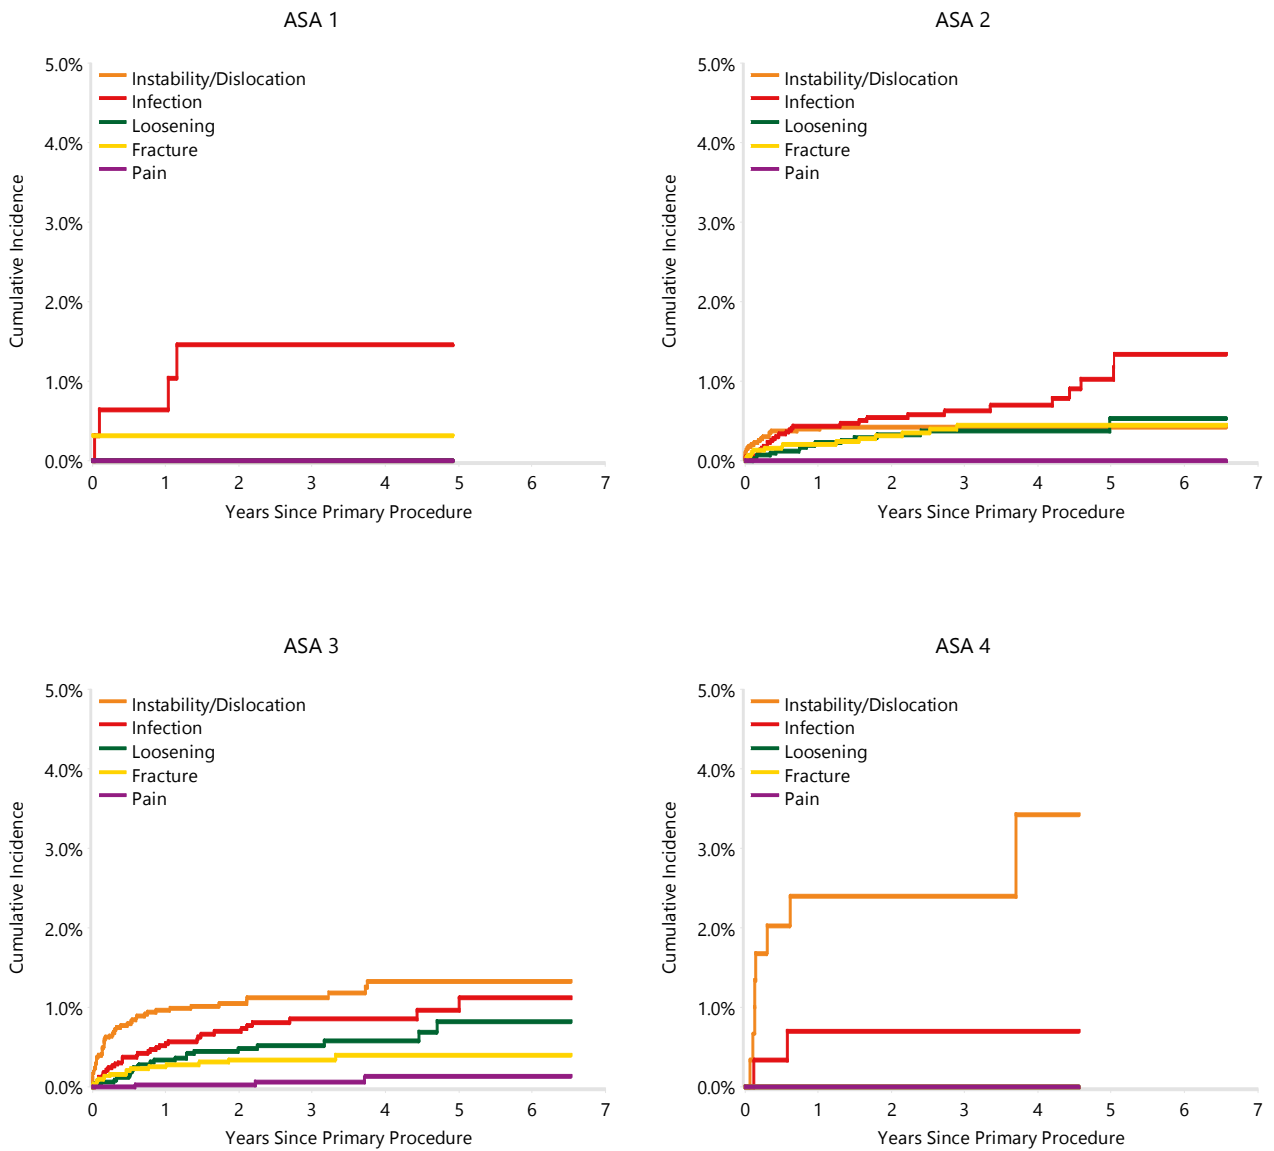 ASA 1
5.0%
4.0%
3.0%
2.0%
1.0%
0.0%
Cumulative Incidence
Instability/Dislocation
Infection
Loosening
Fracture
Pain
0 1 2 3 4 5 6 7
Years Since Primary Procedure
ASA 2
5.0%
4.0%
3.0%
2.0%
1.0%
0.0%
Cumulative Incidence
Instability/Dislocation
Infection
Loosening
Fracture
Pain
0 1 2 3 4 5 6 7
Years Since Primary Procedure
ASA 3
5.0%
4.0%
3.0%
2.0%
1.0%
0.0%
Cumulative Incidence
Instability/Dislocation
Infection
Loosening
Fracture
Pain
0 1 2 3 4 5 6 7
Years Since Primary Procedure
ASA 4
5.0%
4.0%
3.0%
2.0%
1.0%
0.0%
Cumulative Incidence
Instability/Dislocation
Infection
Loosening
Fracture
Pain
0 1 2 3 4 5 6 7
Years Since Primary Procedure